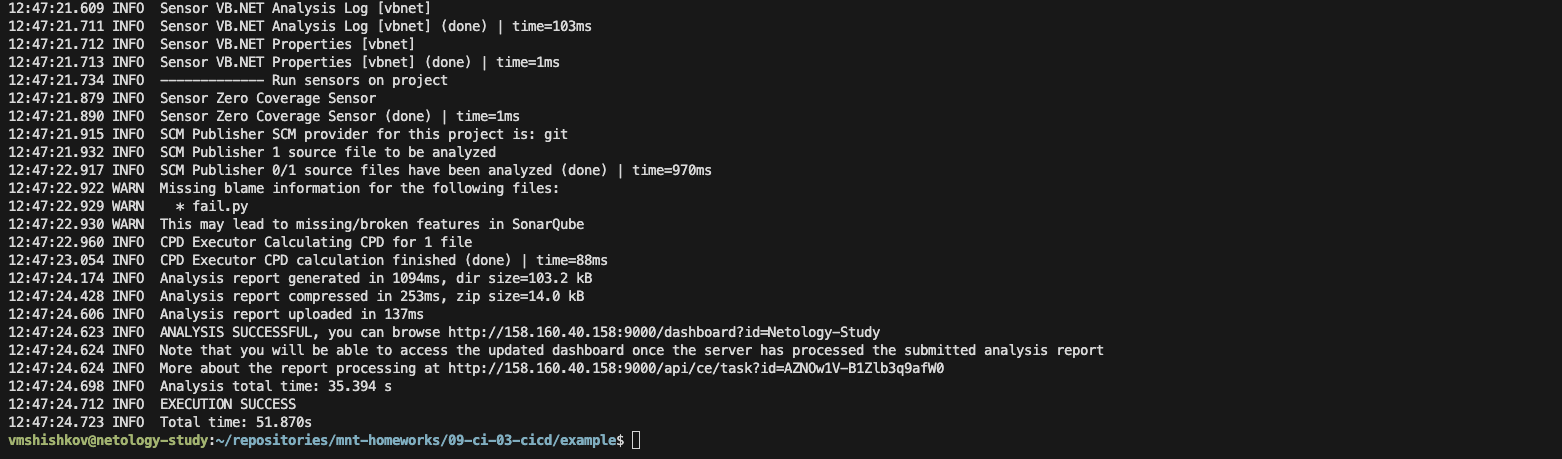 12:47:21.609 INFO  Sensor VB.NET Analysis Log [vbnet]
12:47:21.711 INFO  Sensor VB.NET Analysis Log [vbnet] (done) | time=103ms
12:47:21.712 INFO  Sensor VB.NET Properties [vbnet]
12:47:21.713 INFO  Sensor VB.NET Properties [vbnet] (done) | time=1ms
12:47:21.734 INFO  ------------- Run sensors on project
12:47:21.879 INFO  Sensor Zero Coverage Sensor
12:47:21.890 INFO  Sensor Zero Coverage Sensor (done) | time=1ms
12:47:21.915 INFO  SCM Publisher SCM provider for this project is: git
12:47:21.932 INFO  SCM Publisher 1 source file to be analyzed
12:47:22.917 INFO  SCM Publisher 0/1 source files have been analyzed (done) | time=970ms
12:47:22.922 WARN  Missing blame information for the following files:
12:47:22.929 WARN    * fail.py
12:47:22.930 WARN  This may lead to missing/broken features in SonarQube
12:47:22.960 INFO  CPD Executor Calculating CPD for 1 file
12:47:23.054 INFO  CPD Executor CPD calculation finished (done) | time=88ms
12:47:24.174 INFO  Analysis report generated in 1094ms, dir size=103.2 kB
12:47:24.428 INFO  Analysis report compressed in 253ms, zip size=14.0 kB
12:47:24.606 INFO  Analysis report uploaded in 137ms
12:47:24.623 INFO  ANALYSIS SUCCESSFUL, you can browse http://158.160.40.158:9000/dashboard?id=Netology-Study
12:47:24.624 INFO  Note that you will be able to access the updated dashboard once the server has processed the submitted analysis report
12:47:24.624 INFO  More about the report processing at http://158.160.40.158:9000/api/ce/task?id=AZNOw1V-B1Zlb3q9afW0
12:47:24.698 INFO  Analysis total time: 35.394 s
12:47:24.712 INFO  EXECUTION SUCCESS
12:47:24.723 INFO  Total time: 51.870s
vmshishkov@netology-study:~/repositories/mnt-homeworks/09-ci-03-cicd/example$